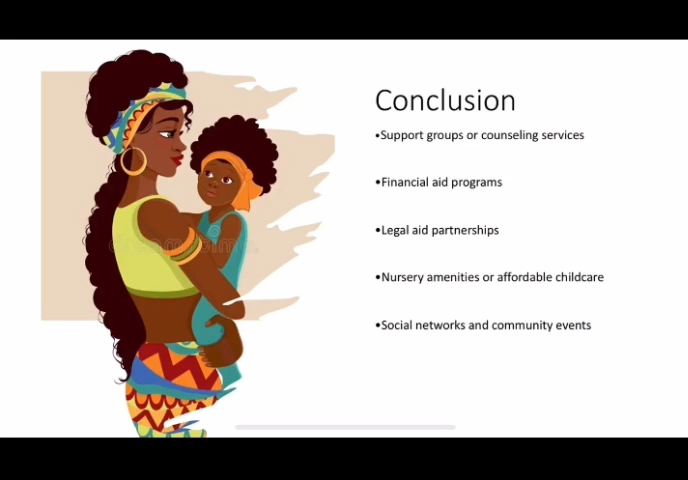 Conclusion
•Support groups or counseling services
•Financial aid programs
•Legal aid partnerships
•Nursery amenities or affordable childcare
•Social networks and community events